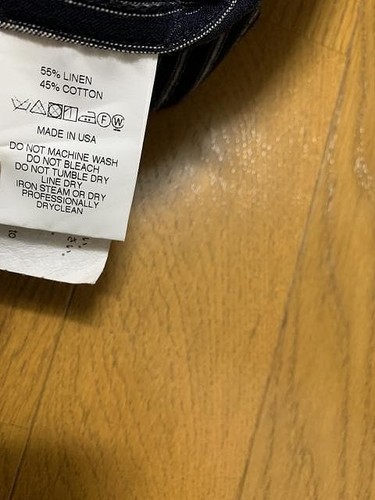 55% LINEN
45% COTTON
F W
MADE IN USA
DO NOT MACHINE WASH
DO NOT BLEACH
DO NOT TUMBLE DRY
LINE DRY
IRON STEAM OR DRY
PROFESSIONALLY
DRYCLEAN